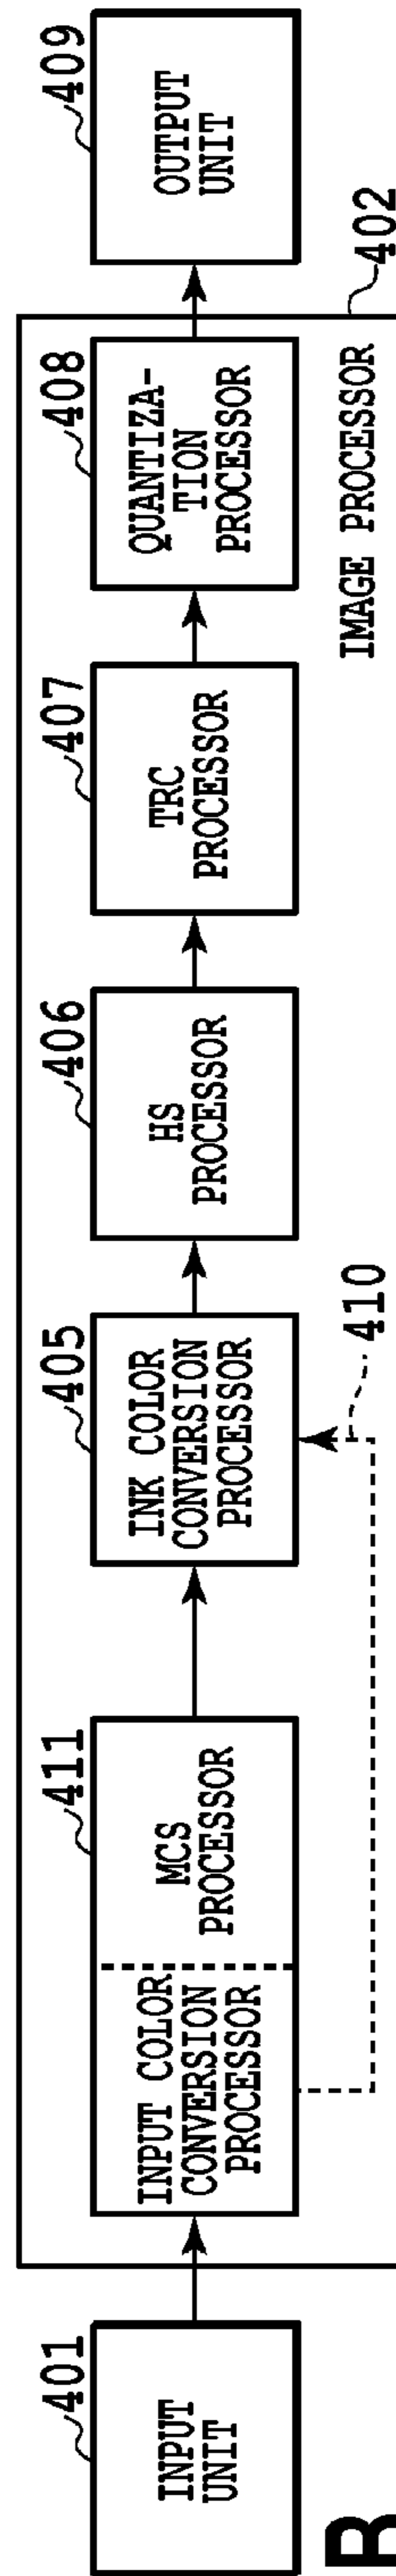 401
INPUT
UNIT
411
INPUT COLOR
CONVERSION
PROCESSOR
MCS
PROCESSOR
405
INK COLOR
CONVERSION
PROCESSOR
410
406
HS
PROCESSOR
407
TRC
PROCESSOR
408
QUANTIZA-
TION
PROCESSOR
IMAGE PROCESSOR
402
409
OUTPUT
UNIT
B